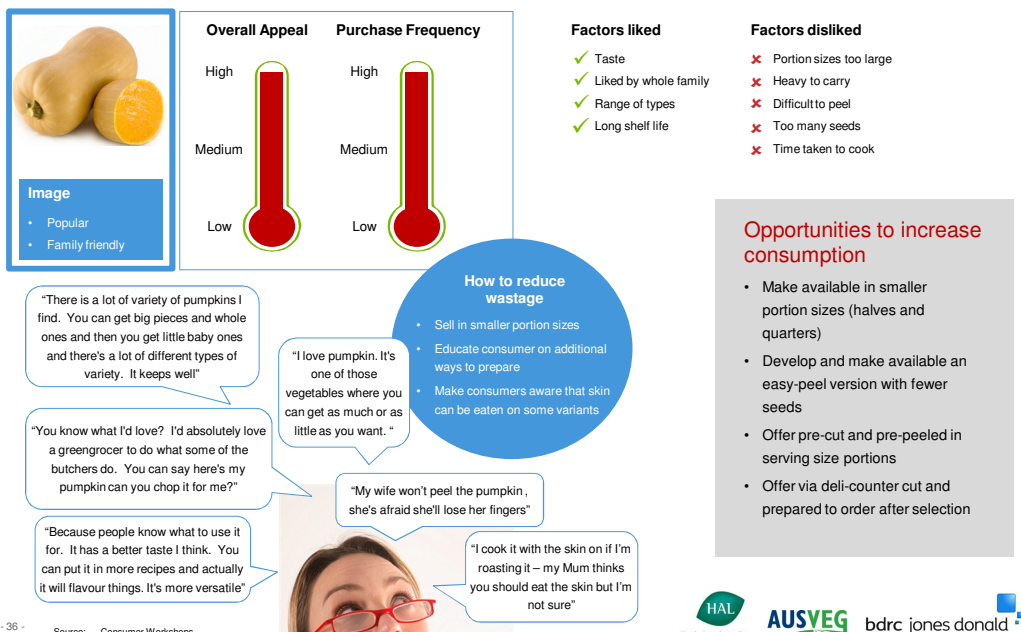 Overall Appeal
High
Medium
Low
Purchase Frequency
High
Medium
Low
Factors liked
Taste
Liked by whole family
Range of types
Long shelf life
Factors disliked
Portion sizes too large
Heavy to carry
Difficult to peel
Too many seeds
Time taken to cook
Image
• Popular
• Family friendly
How to reduce
wastage
• Sell in smaller portion sizes
• Educate consumer on additional
ways to prepare
• Make consumers aware that skin
can be eaten on some variants
Opportunities to increase
consumption
• Make available in smaller
portion sizes (halves and
quarters)
• Develop and make available an
easy-peel version with fewer
seeds
• Offer pre-cut and pre-peeled in
serving size portions
• Offer via deli-counter cut and
prepared to order after selection
“There is a lot of variety of pumpkins I
find. You can get big pieces and whole
ones and then you get little baby ones
and there's a lot of different types of
variety. It keeps well”
“I love pumpkin. It's
one of those
vegetables where you
can get as much or as
little as you want. “
“You know what I'd love? I'd absolutely love
a greengrocer to do what some of the
butchers do. You can say here's my
pumpkin can you chop it for me?”
“My wife won't peel the pumpkin ,
she's afraid she'll lose her fingers”
“Because people know what to use it
for. It has a better taste I think. You
can put it in more recipes and actually
it will flavour things. It's more versatile”
“I cook it with the skin on if I'm
roasting it – my Mum thinks
you should eat the skin but I'm
not sure”
- 36 -
Source: Consumer Workshops
HAL
AUSVEG
bdrc jones donald